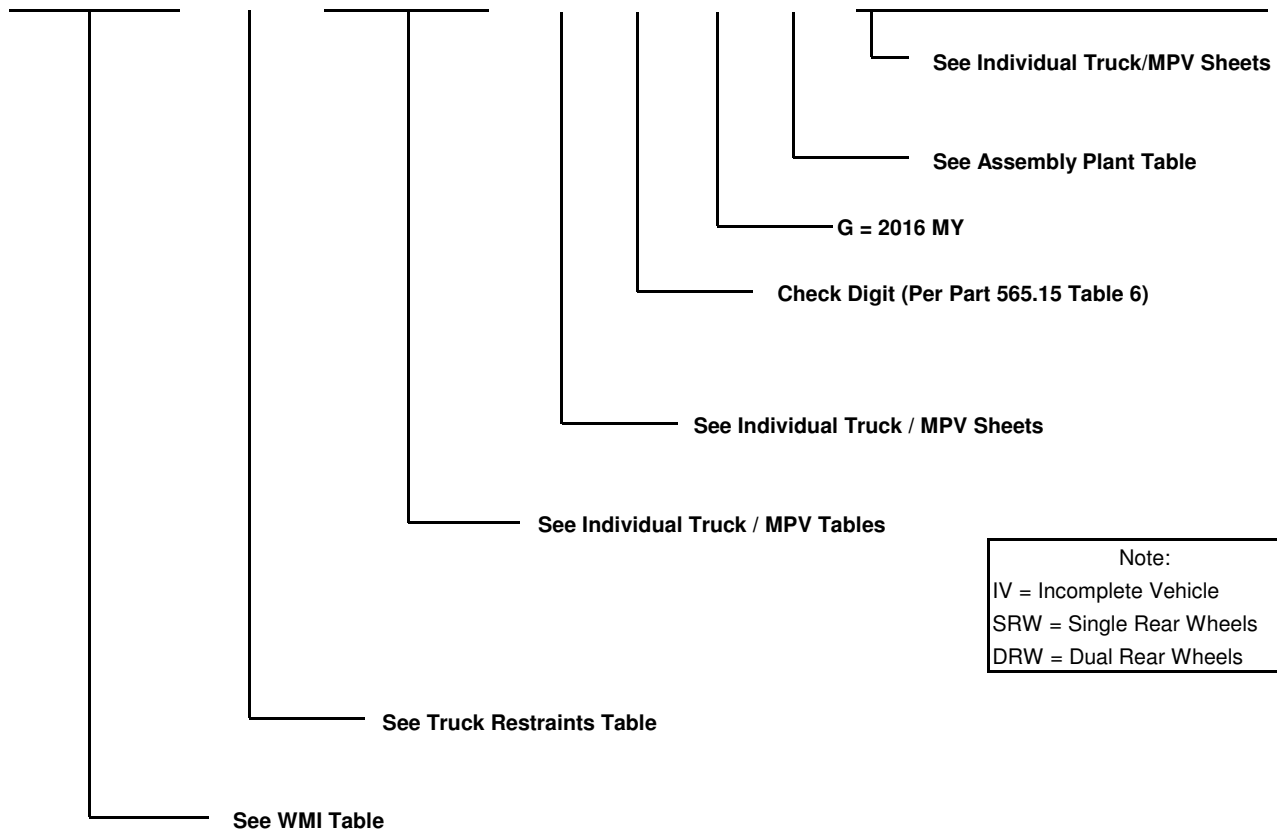 See Individual Truck/MPV Sheets
See Assembly Plant Table
G = 2016 MY
Check Digit (Per Part 565.15 Table 6)
See Individual Truck / MPV Sheets
See Individual Truck / MPV Tables
Note:
IV = Incomplete Vehicle
SRW = Single Rear Wheels
DRW = Dual Rear Wheels
See Truck Restraints Table
See WMI Table